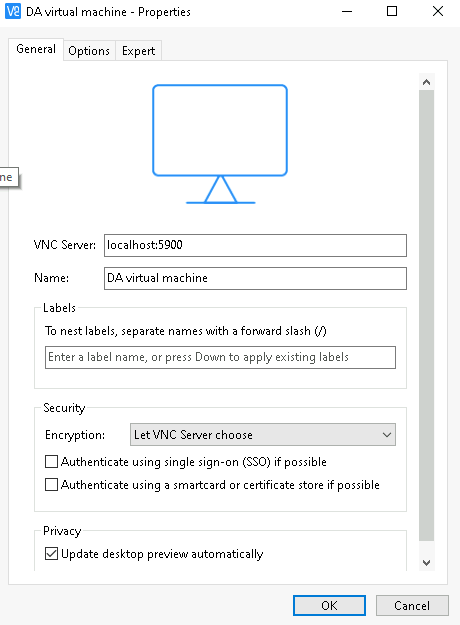 V2 DA virtual machine - Properties
General Options Expert
ne
VNC Server: localhost:5900
Name: DA virtual machine
Labels
To nest labels, separate names with a forward slash (/)
Enter a label name, or press Down to apply existing labels
Security
Encryption: Let VNC Server choose
Authenticate using single sign-on (SSO) if possible
Authenticate using a smartcard or certificate store if possible
Privacy
Update desktop preview automatically
OK Cancel